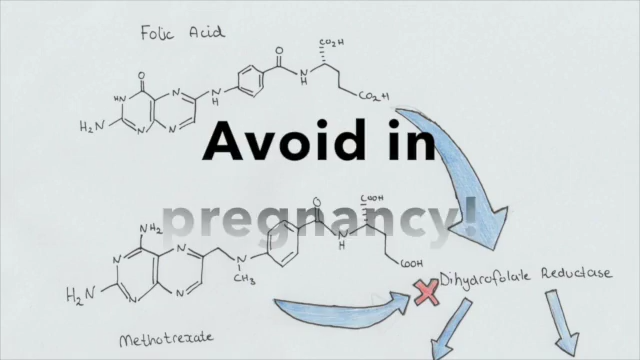 Folic Acid
O
CO₂H
O
HN
N
N
H
N
H
CO₂H
H₂N
N
N
Avoid in
pregnancy!
NH₂
N
N
O
COOH
N
H
COOH
H₂N
N
N
N
CH₃
Dihydrofolate Reductase
Methotrexate